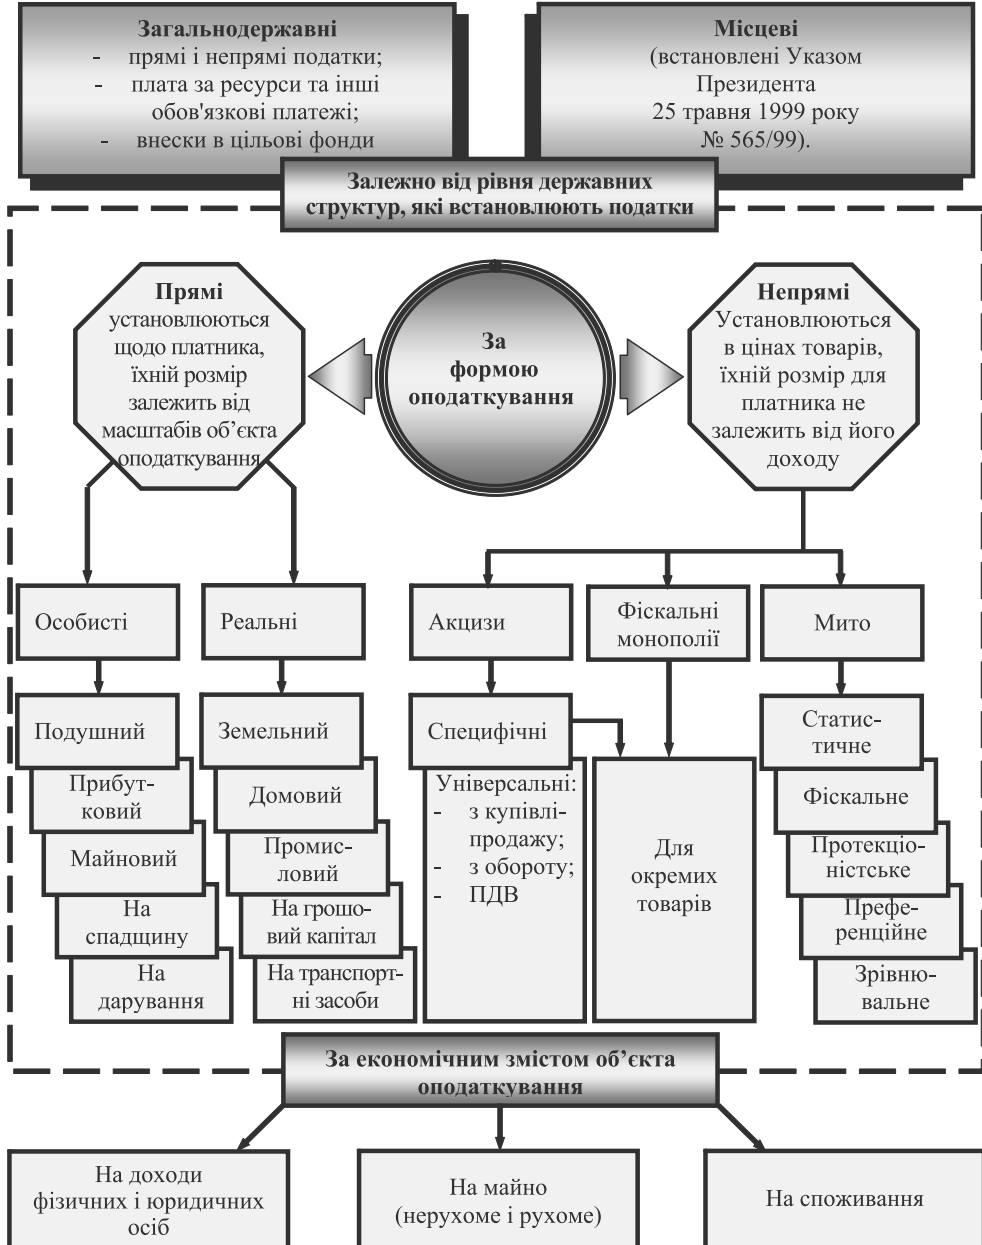 Загальнодержавні
- прямі і непрямі податки;
- плата за ресурси та інші
обов'язкові платежі;
- внески в цільові фонди
Місцеві
(встановлені Указом
Президента
25 травня 1999 року
№ 565/99).
Залежно від рівня державних
структур, які встановлюють податки
Прямі
установлюються
щодо платника,
їхній розмір
залежить від
масштабів об’єкта
оподаткування
За
формою
оподаткування
Непрямі
Установлюються
в цінах товарів,
їхній розмір для
платника не
залежить від його
доходу
Особисті
Реальні
Акцизи
Фіскальні
монополії
Мито
Подушний
Прибут-
ковий
Майновий
На
спадщину
На
дарування
Земельний
Домовий
Промис-
ловий
На грошо-
вий капітал
На транспорт-
ні засоби
Специфічні
Універсальні:
- з купівлі-
продажу;
- з обороту;
- ПДВ
Для
окремих
товарів
Статис-
тичне
Фіскальне
Протекціо-
ністське
Префе-
ренційне
Зрівню-
вальне
За економічним змістом об’єкта
оподаткування
На доходи
фізичних і юридичних
осіб
На майно
(нерухоме і рухоме)
На споживання